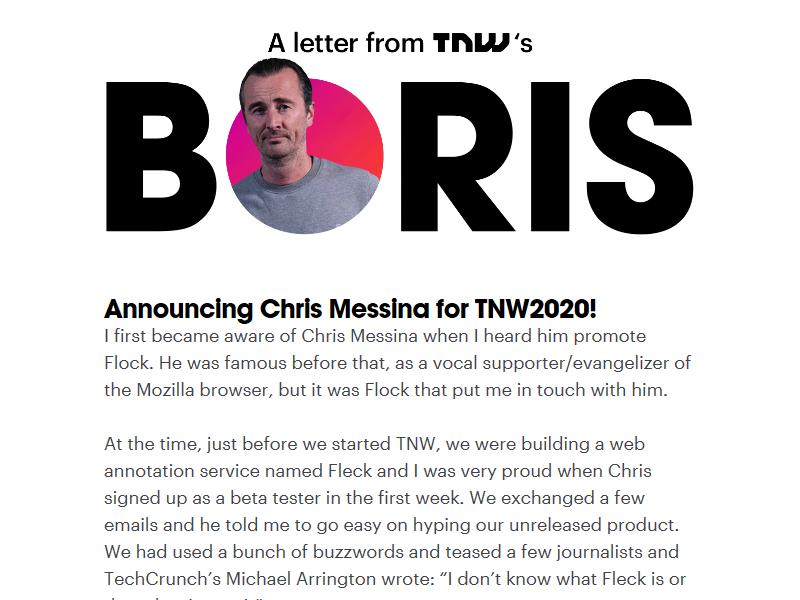 A letter from TNW's
BORIS
Announcing Chris Messina for TNW2020!
I first became aware of Chris Messina when I heard him promote
Flock. He was famous before that, as a vocal supporter/evangelizer of
the Mozilla browser, but it was Flock that put me in touch with him.
At the time, just before we started TNW, we were building a web
annotation service named Fleck and I was very proud when Chris
signed up as a beta tester in the first week. We exchanged a few
emails and he told me to go easy on hyping our unreleased product.
We had used a bunch of buzzwords and teased a few journalists and
TechCrunch’s Michael Arrington wrote: “I don’t know what Fleck is or